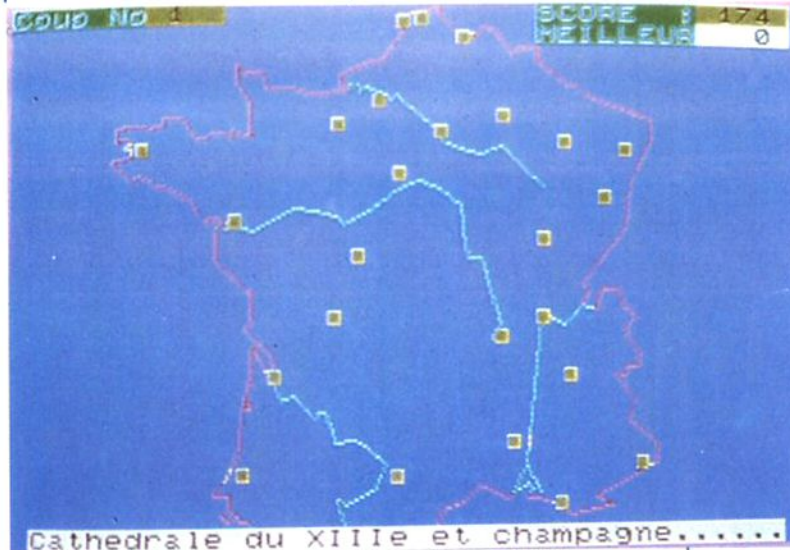 Coup No 1
SCORE : 174
MEILLEUR 0
Cathedrale du XIIIe et champagne......